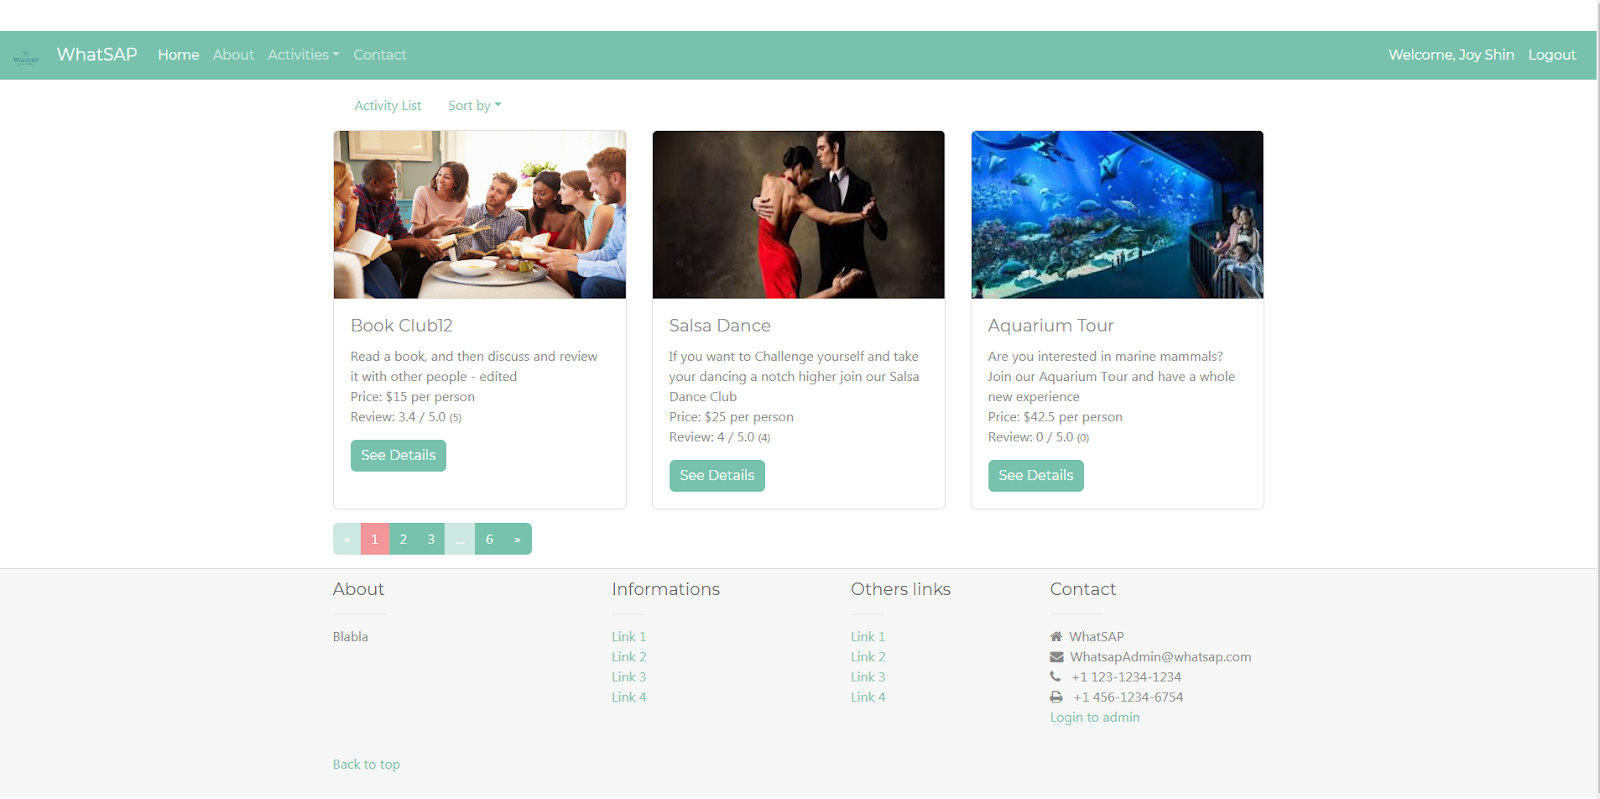 WhatSAP
WhatSAP Home About Activities Contact
Welcome, Joy Shin Logout
Activity List Sort by
Book Club12
Read a book, and then discuss and review
it with other people - edited
Price: $15 per person
Review: 3.4 / 5.0 (5)
See Details
Salsa Dance
If you want to Challenge yourself and take
your dancing a notch higher join our Salsa
Dance Club
Price: $25 per person
Review: 4 / 5.0 (4)
See Details
Aquarium Tour
Are you interested in marine mammals?
Join our Aquarium Tour and have a whole
new experience
Price: $42.5 per person
Review: 0 / 5.0 (0)
See Details
« 1 2 3 ... 6 »
About
Blabla
Informations
Link 1
Link 2
Link 3
Link 4
Others links
Link 1
Link 2
Link 3
Link 4
Contact
WhatSAP
WhatsapAdmin@whatsap.com
+1 123-1234-1234
+1 456-1234-6754
Login to admin
Back to top